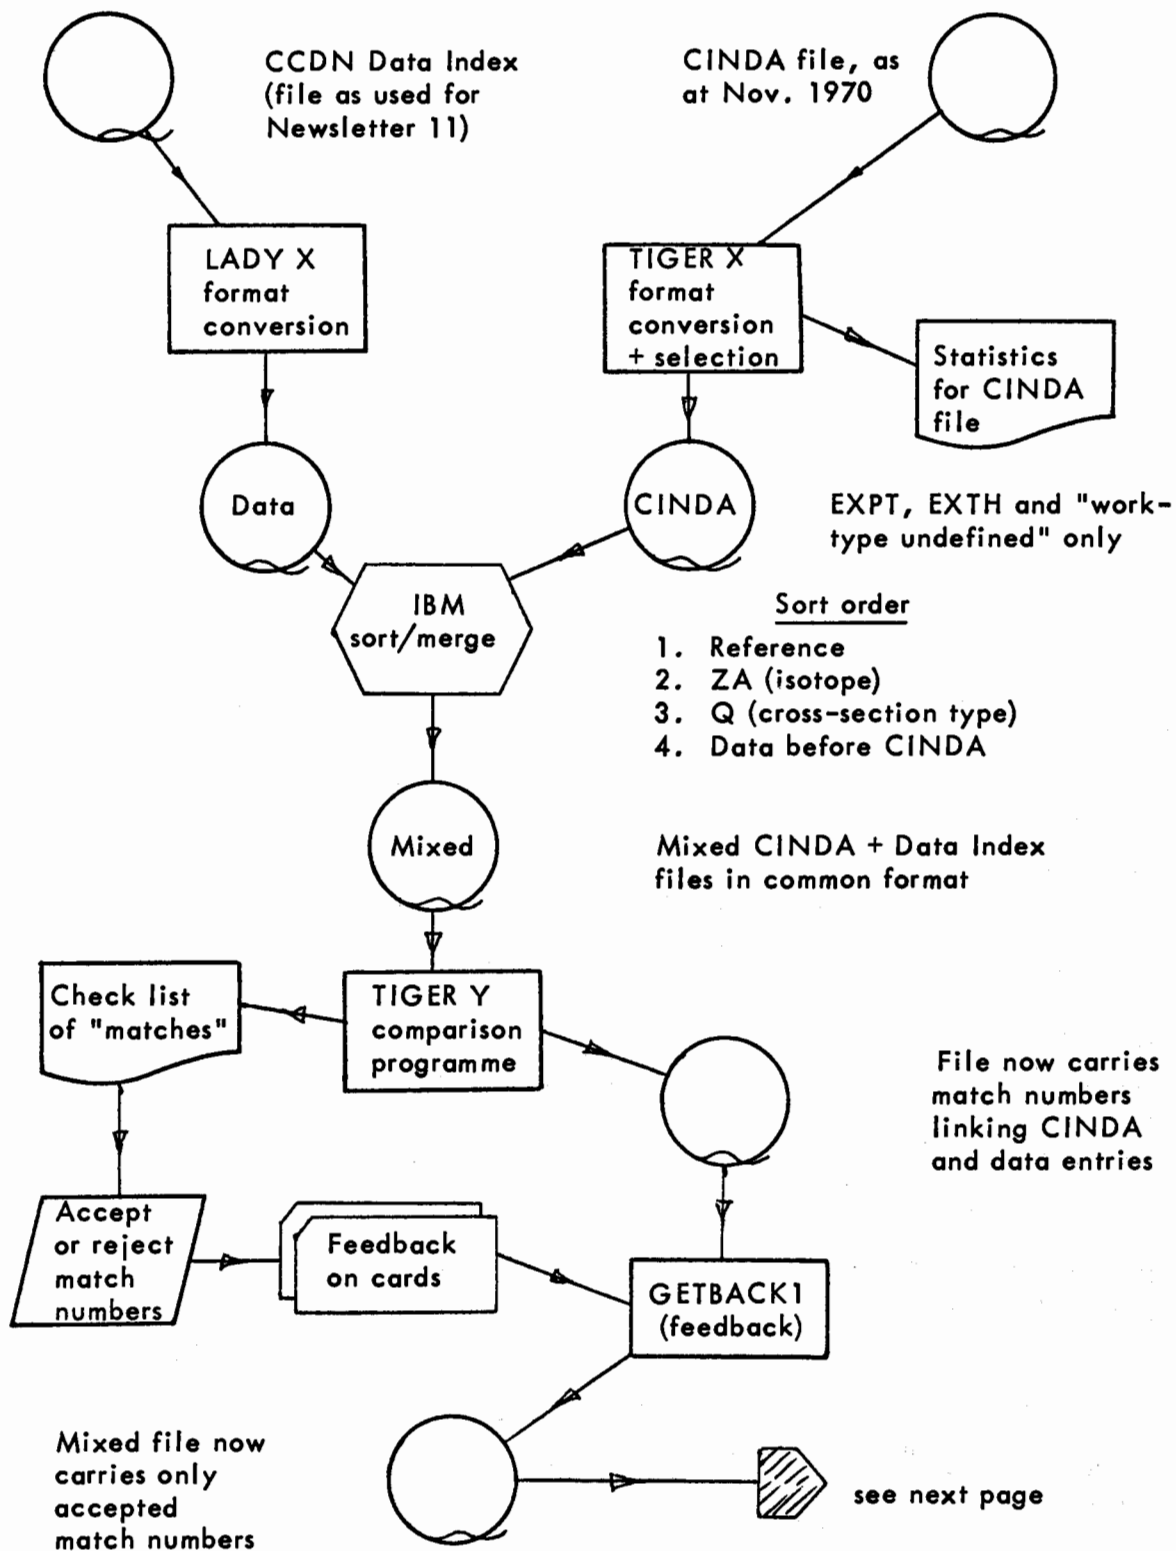 CCDN Data Index
(file as used for
Newsletter 11)
CINDA file, as
at Nov. 1970
LADY X
format
conversion
TIGER X
format
conversion
+ selection
Statistics
for CINDA
file
Data
CINDA
EXPT, EXTH and "work-
type undefined" only
IBM
sort/merge
Sort order
1. Reference
2. ZA (isotope)
3. Q (cross-section type)
4. Data before CINDA
Mixed
Mixed CINDA + Data Index
files in common format
Check list
of "matches"
TIGER Y
comparison
programme
File now carries
match numbers
linking CINDA
and data entries
Accept
or reject
match
numbers
Feedback
on cards
GETBACK1
(feedback)
Mixed file now
carries only
accepted
match numbers
see next page